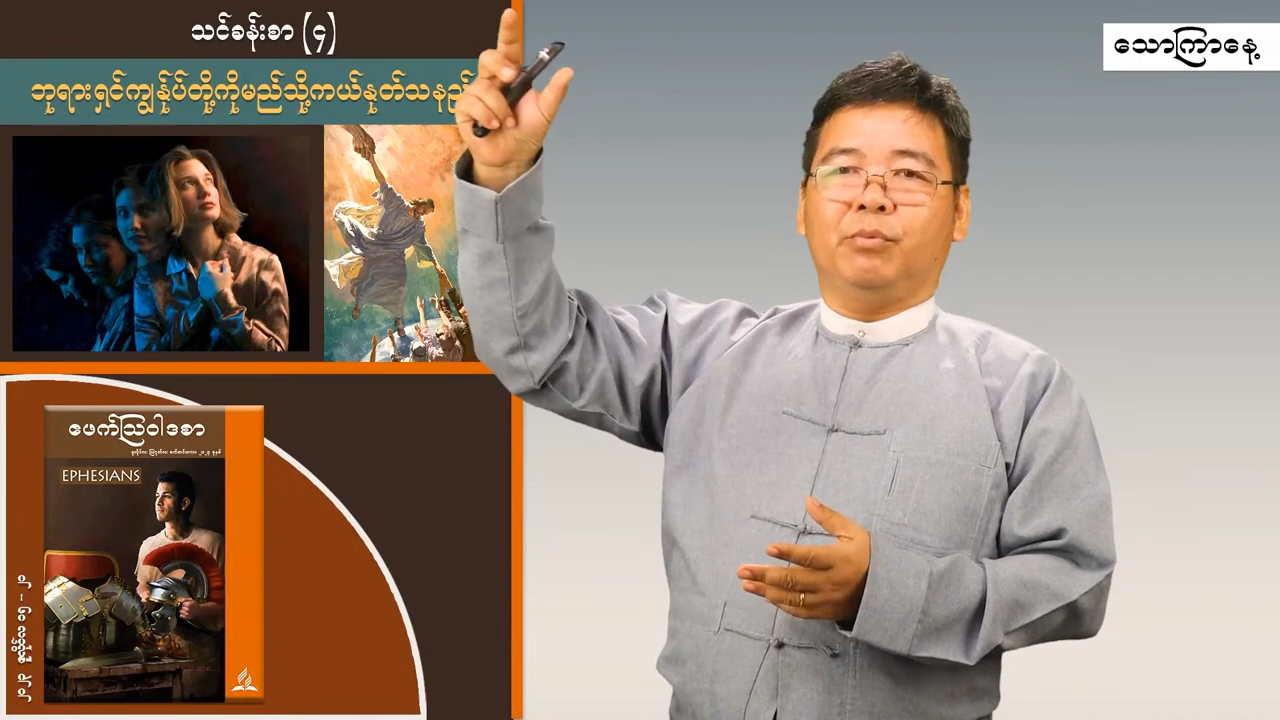 သင်ခန်းစာ (၄)
ဘုရားရှင်ကျွန်ုပ်တို့ကိုမည်သို့ကယ်နုတ်သနည်
သောကြာနေ့
ဧဖက်ဩဝါဒစာ
EPHESIANS